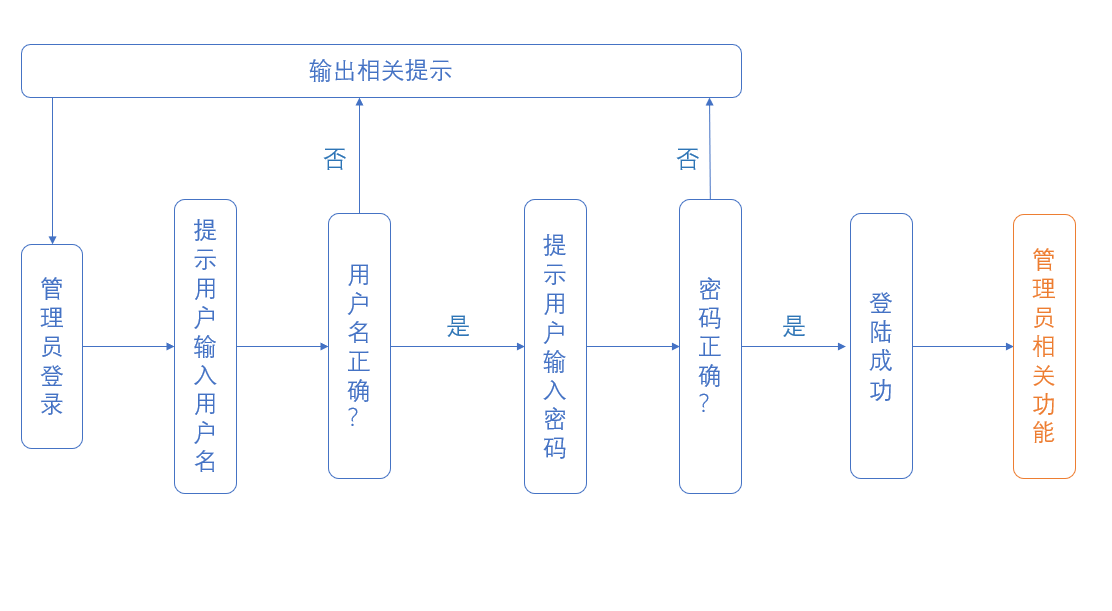 输出相关提示
否
否
管理员登录
提示用户输入用户名
用户名正确？
是
提示用户输入密码
密码正确？
是
登陆成功
管理员相关功能